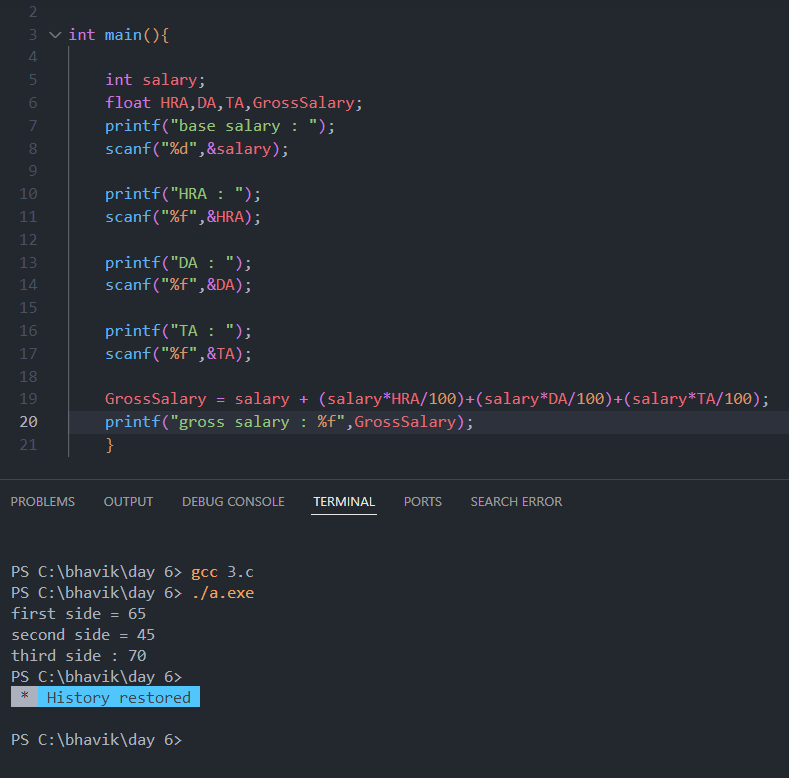 2
3 int main(){
4
5 int salary;
6 float HRA,DA,TA,GrossSalary;
7 printf("base salary : ");
8 scanf("%d",&salary);
9
10 printf("HRA : ");
11 scanf("%f",&HRA);
12
13 printf("DA : ");
14 scanf("%f",&DA);
15
16 printf("TA : ");
17 scanf("%f",&TA);
18
19 GrossSalary = salary + (salary*HRA/100)+(salary*DA/100)+(salary*TA/100);
20 printf("gross salary : %f",GrossSalary);
21 }
PROBLEMS OUTPUT DEBUG CONSOLE TERMINAL PORTS SEARCH ERROR
PS C:\bhavik\day 6> gcc 3.c
PS C:\bhavik\day 6> ./a.exe
first side = 65
second side = 45
third side : 70
PS C:\bhavik\day 6>
* History restored
PS C:\bhavik\day 6>